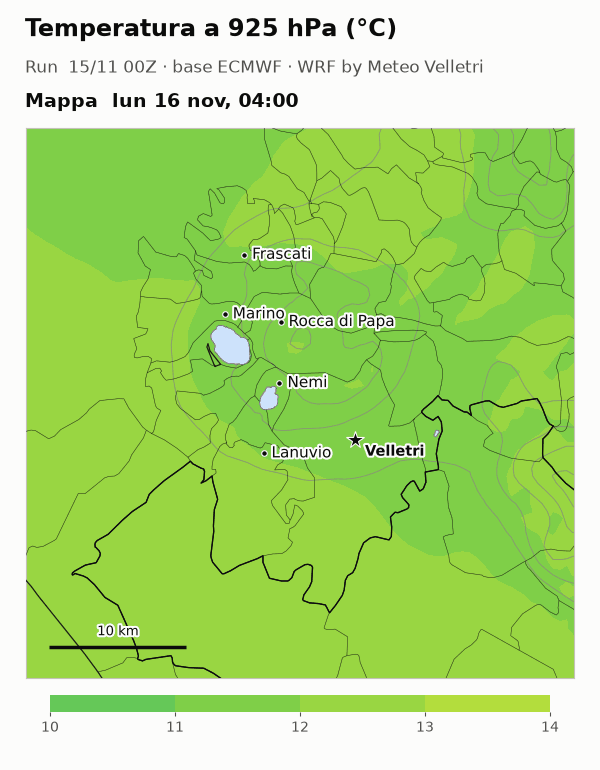 Temperatura a 925 hPa (°C)
Run  15/11 00Z · base ECMWF · WRF by Meteo Velletri
Mappa  lun 16 nov, 04:00
Frascati
Marino
Rocca di Papa
Nemi
Velletri
Lanuvio
10 km
10 11 12 13 14